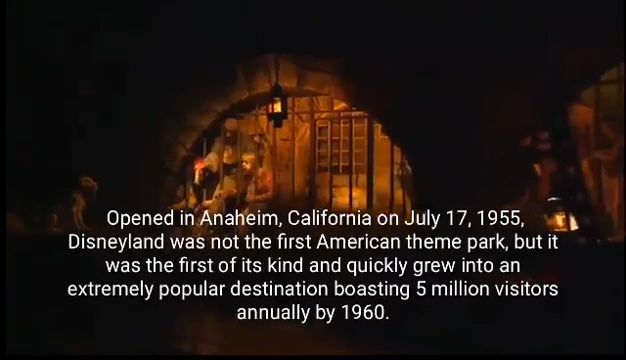 Opened in Anaheim, California on July 17, 1955,
Disneyland was not the first American theme park, but it
was the first of its kind and quickly grew into an
extremely popular destination boasting 5 million visitors
annually by 1960.